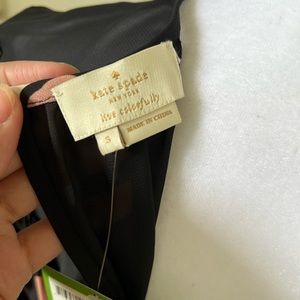 kate spade
NEW YORK
live colorfully
S
MADE IN CHINA